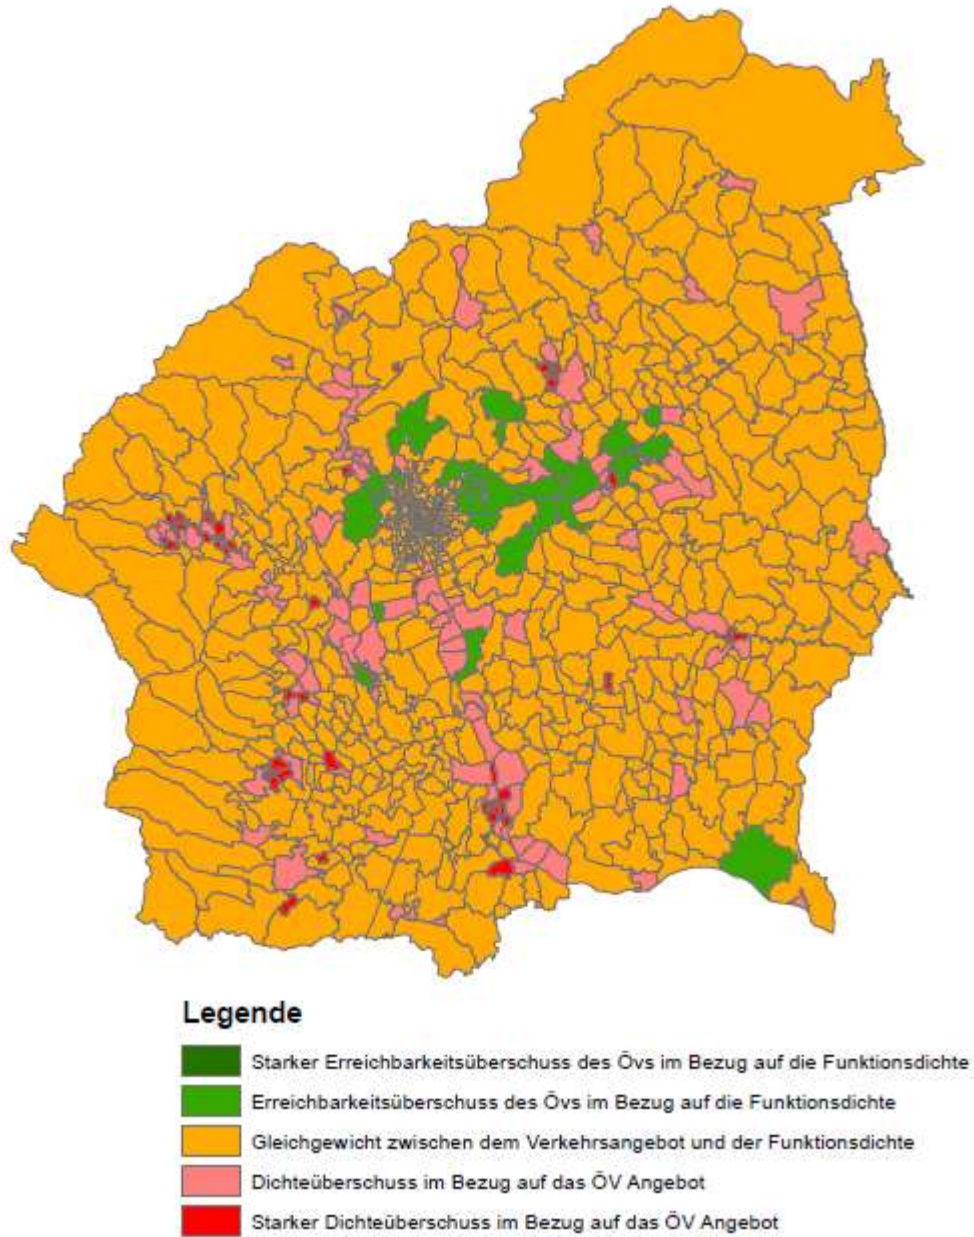 Legende
Starker Erreichbarkeitsüberschuss des Övs im Bezug auf die Funktionsdichte
Erreichbarkeitsüberschuss des Övs im Bezug auf die Funktionsdichte
Gleichgewicht zwischen dem Verkehrsangebot und der Funktionsdichte
Dichteüberschuss im Bezug auf das ÖV Angebot
Starker Dichteüberschuss im Bezug auf das ÖV Angebot